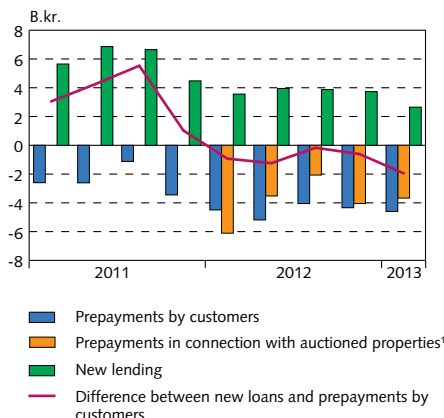 B.kr.
8
6
4
2
0
-2
-4
-6
-8
2011 2012 2013
Prepayments by customers
Prepayments in connection with auctioned properties¹
New lending
Difference between new loans and prepayments by
customers